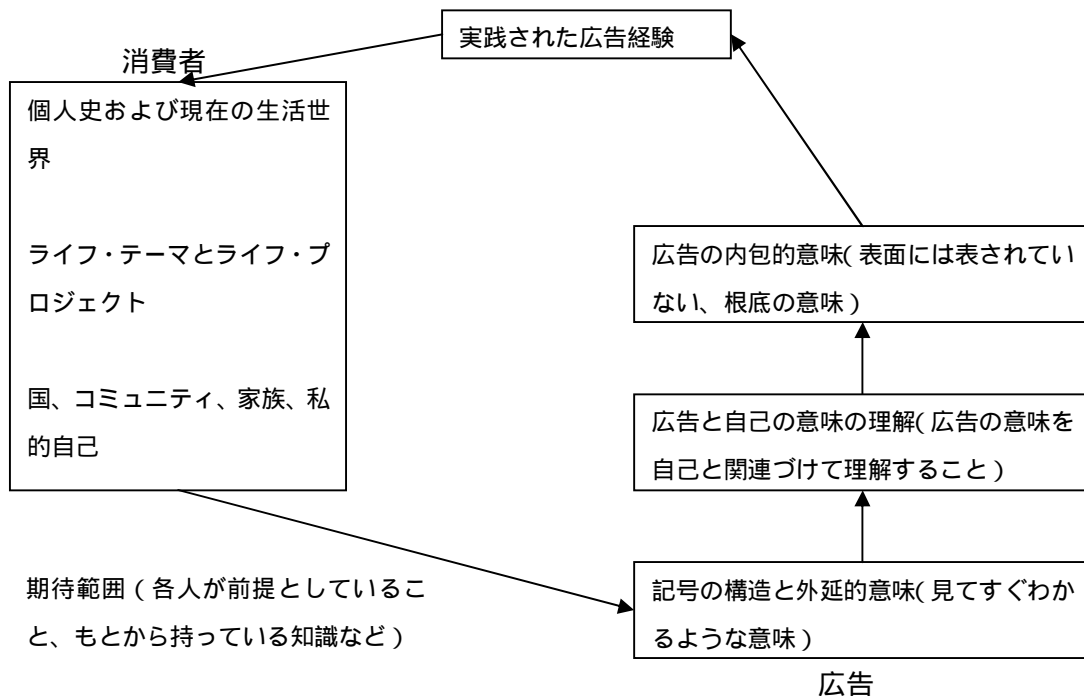 実践された広告経験
消費者
個人史および現在の生活世
界
ライフ・テーマとライフ・プ
ロジェクト
国、コミュニティ、家族、私
的自己
広告の内包的意味(表面には表されてい
ない、根底の意味)
広告と自己の意味の理解(広告の意味を
自己と関連づけて理解すること)
期待範囲(各人が前提としているこ
と、もとから持っている知識など)
記号の構造と外延的意味(見てすぐわか
るような意味)
広告